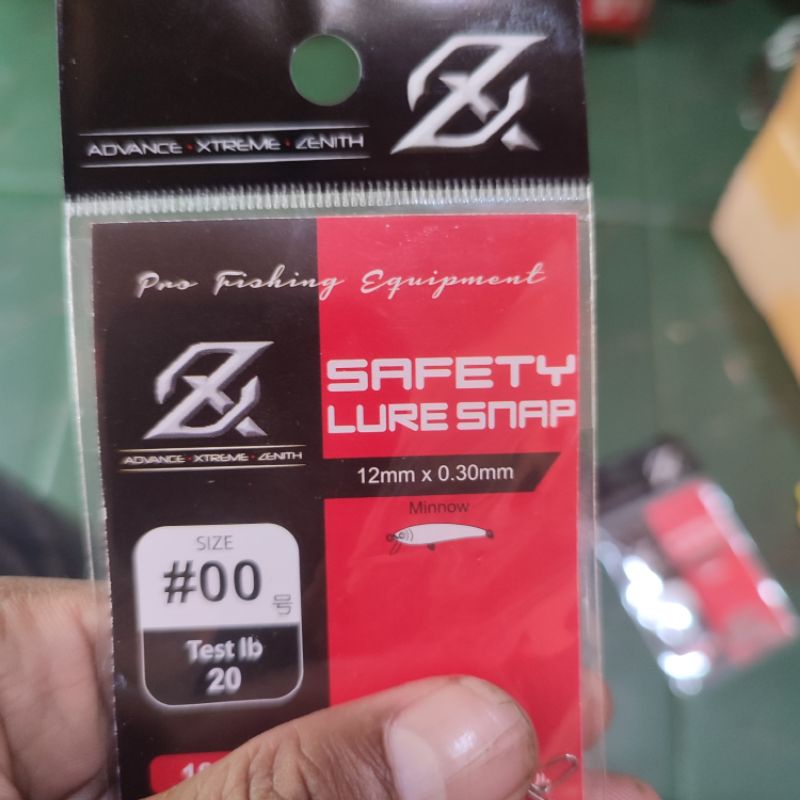 ADVANCE • XTREME • ZENITH
Pro Fishing Equipment
ADVANCE • XTREME • ZENITH
SAFETY
LURE SNAP
12mm x 0.30mm
Minnow
SIZE
#00
Test lb
20